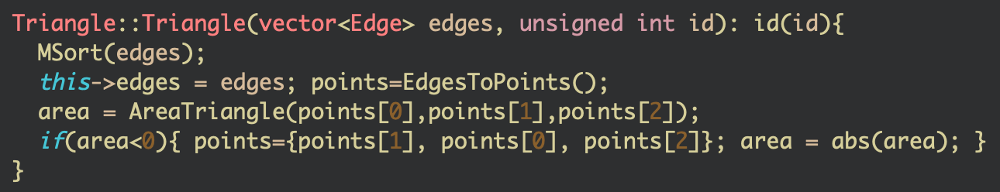 Triangle::Triangle(vector<Edge> edges, unsigned int id): id(id){
  MSort(edges);
  this->edges = edges; points=EdgesToPoints();
  area = AreaTriangle(points[0],points[1],points[2]);
  if(area<0){ points={points[1], points[0], points[2]}; area = abs(area); }
}